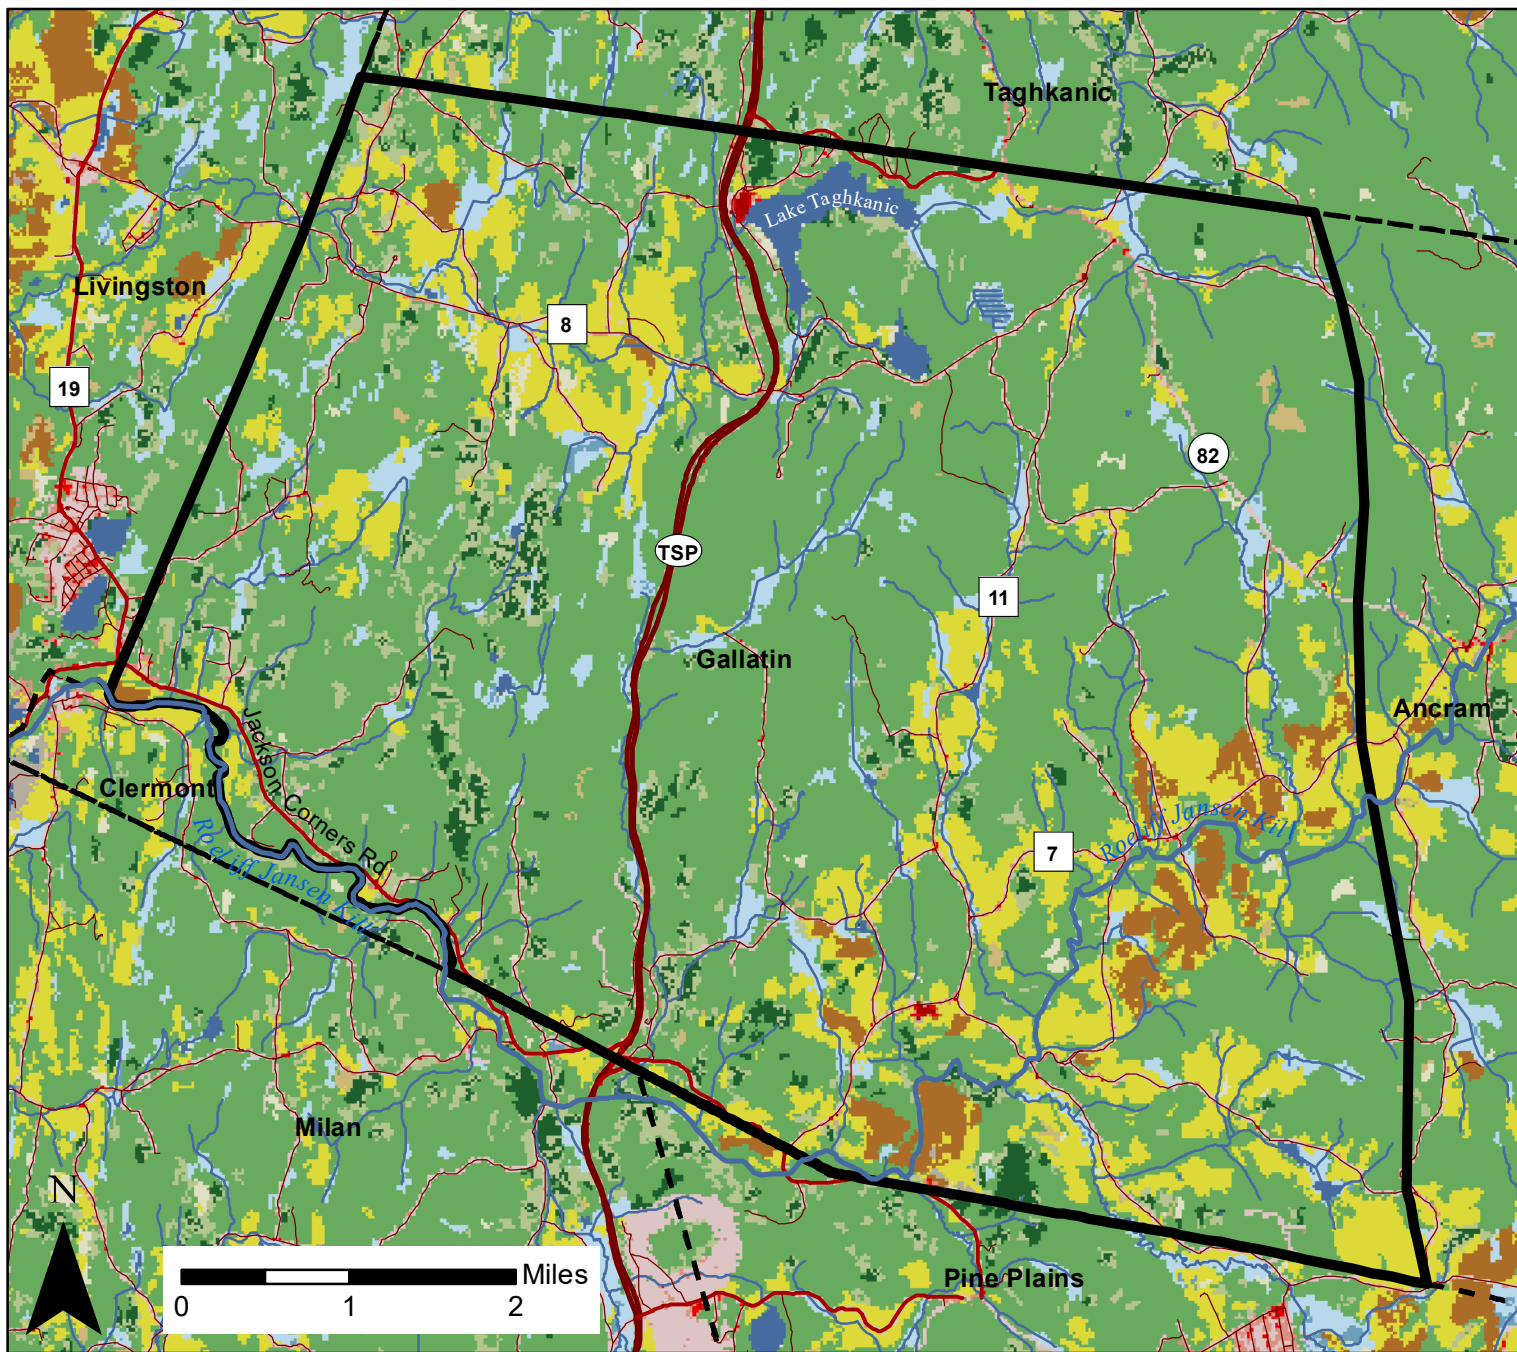 Taghkanic
Lake Taghkanic
Livingston
8
19
82
TSP
11
Gallatin
Ancram
Jackson Corners Rd
Clermont
Roeliff Jansen Kill
7
Roeliff Jansen Kill
Milan
N
Pine Plains
Miles
0 1 2